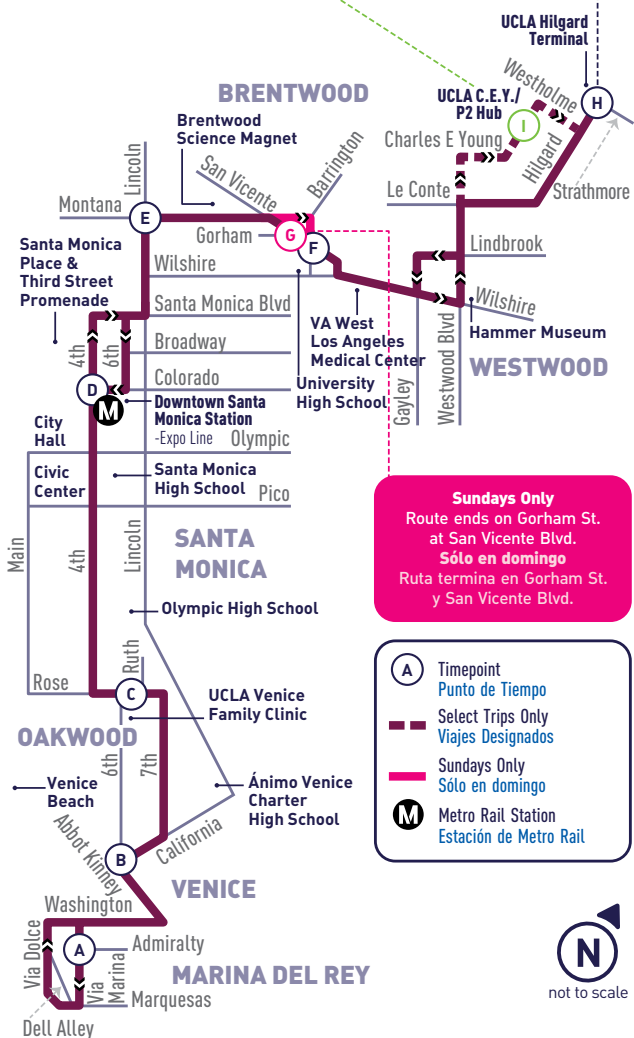 UCLA Hilgard
Terminal
BRENTWOOD
Westholme
UCLA C.E.Y./
P2 Hub
H
I
Brentwood
Science Magnet
Charles E Young
Hilgard
Lincoln
San Vicente
Barrington
Le Conte
Strathmore
Montana
E
Gorham
G
F
Lindbrook
Santa Monica
Place &
Third Street
Promenade
Wilshire
Wilshire
Santa Monica Blvd
VA West
Los Angeles
Medical Center
Hammer Museum
4th
6th
Broadway
WESTWOOD
Colorado
University
High School
Gayley
Westwood Blvd
D
M
Downtown Santa
Monica Station
-Expo Line
City
Hall
Olympic
Civic
Center
Santa Monica
High School
Pico
Sundays Only
Route ends on Gorham St.
at San Vicente Blvd.
Sólo en domingo
Ruta termina en Gorham St.
y San Vicente Blvd.
Main
4th
Lincoln
SANTA
MONICA
Olympic High School
Ruth
Rose
C
UCLA Venice
Family Clinic
OAKWOOD
6th
7th
Venice
Beach
Ánimo Venice
Charter
High School
Abbot Kinney
California
B
VENICE
Washington
Via Dolce
A
Admiralty
Via
Marina
MARINA DEL REY
Marquesas
Dell Alley
A
Timepoint
Punto de Tiempo
Select Trips Only
Viajes Designados
Sundays Only
Sólo en domingo
M
Metro Rail Station
Estación de Metro Rail
N
not to scale